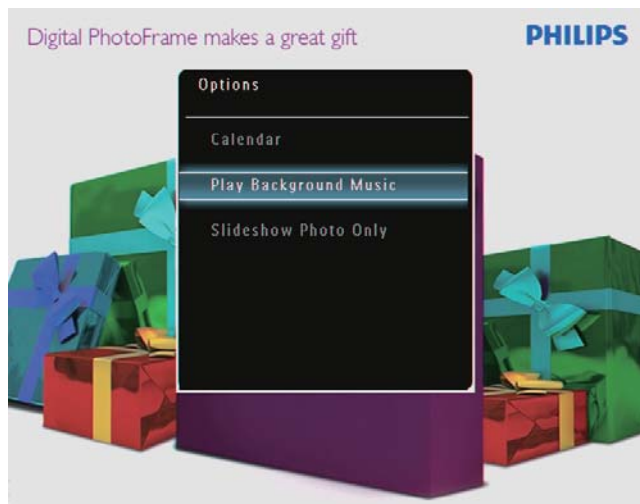 Digital PhotoFrame makes a great gift
PHILIPS
Options
Calendar
Play Background Music
Slideshow Photo Only